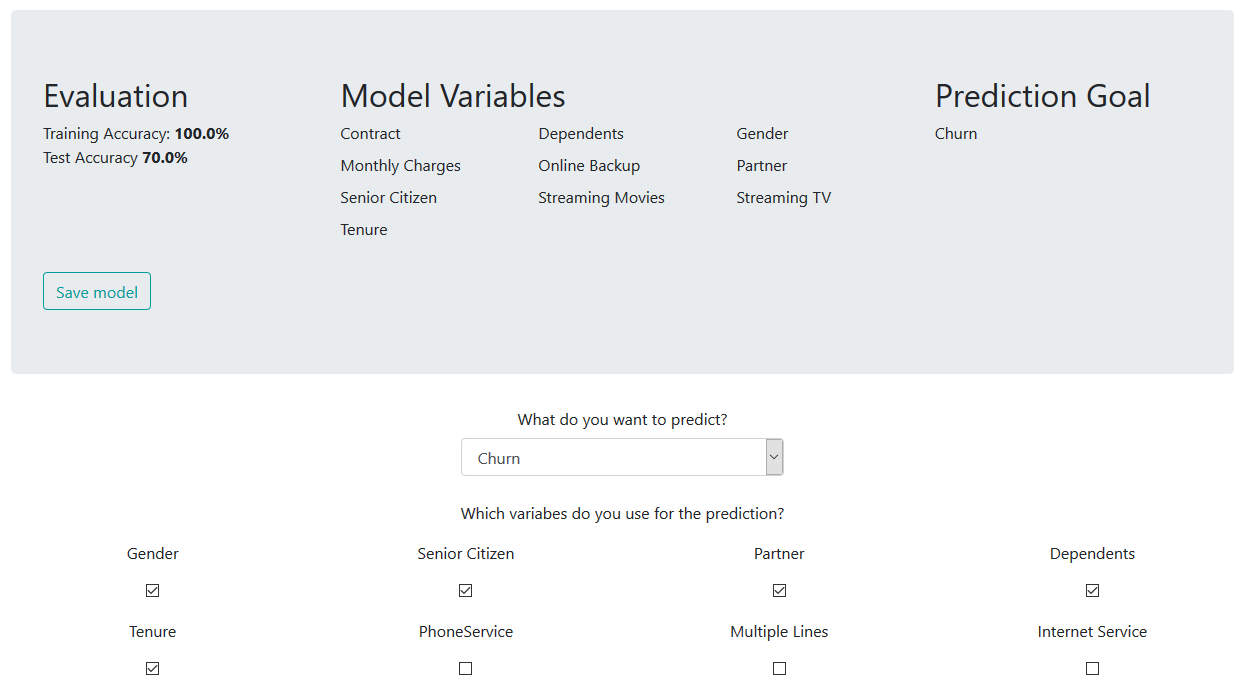 Evaluation
Training Accuracy: 100.0%
Test Accuracy 70.0%
Save model
Model Variables
Contract Dependents Gender
Monthly Charges Online Backup Partner
Senior Citizen Streaming Movies Streaming TV
Tenure
Prediction Goal
Churn
What do you want to predict?
Churn
Which variabes do you use for the prediction?
Gender Senior Citizen Partner Dependents
Tenure PhoneService Multiple Lines Internet Service